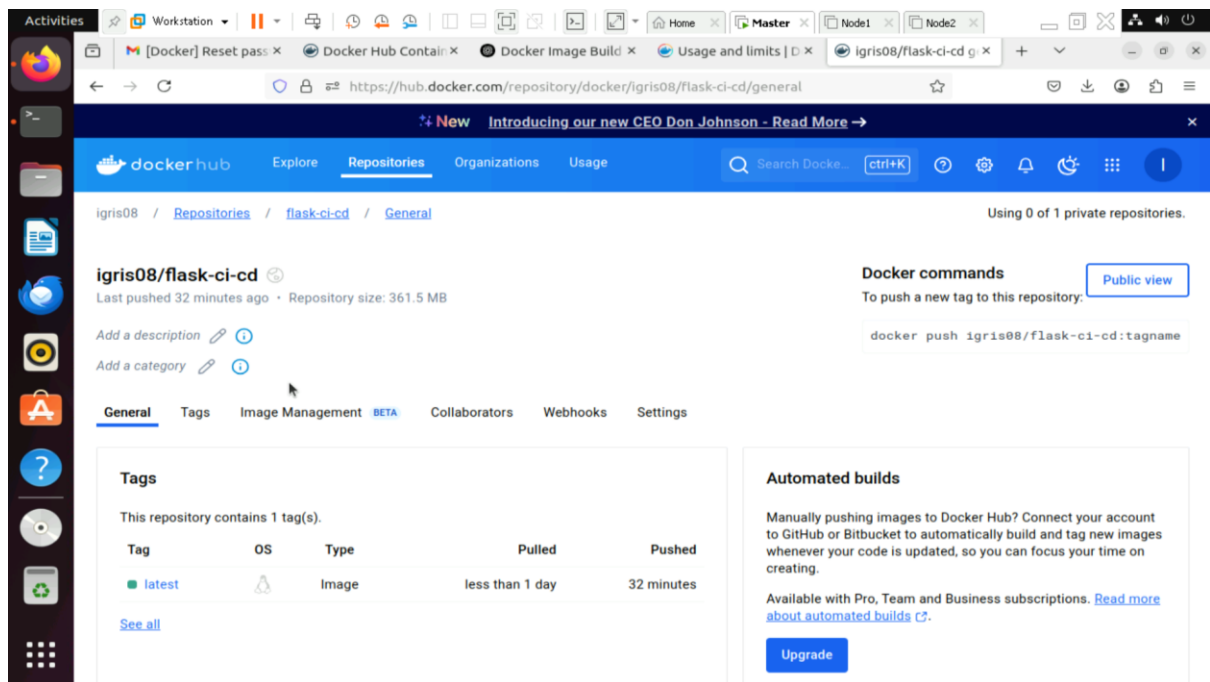 Activities Workstation Home Master Node1 Node2
[Docker] Reset pass Docker Hub Contain Docker Image Build Usage and limits | D igris08/flask-ci-cd g
https://hub.docker.com/repository/docker/igris08/flask-ci-cd/general
New Introducing our new CEO Don Johnson - Read More →
dockerhub Explore Repositories Organizations Usage Search Docke... ctrl+K I
igris08 / Repositories / flask-ci-cd / General Using 0 of 1 private repositories.
igris08/flask-ci-cd
Last pushed 32 minutes ago · Repository size: 361.5 MB
Add a description
Add a category
Docker commands
Public view
To push a new tag to this repository:
docker push igris08/flask-ci-cd:tagname
General Tags Image Management BETA Collaborators Webhooks Settings
Tags
This repository contains 1 tag(s).
Tag OS Type Pulled Pushed
latest Image less than 1 day 32 minutes
See all
Automated builds
Manually pushing images to Docker Hub? Connect your account
to GitHub or Bitbucket to automatically build and tag new images
whenever your code is updated, so you can focus your time on
creating.
Available with Pro, Team and Business subscriptions. Read more
about automated builds.
Upgrade